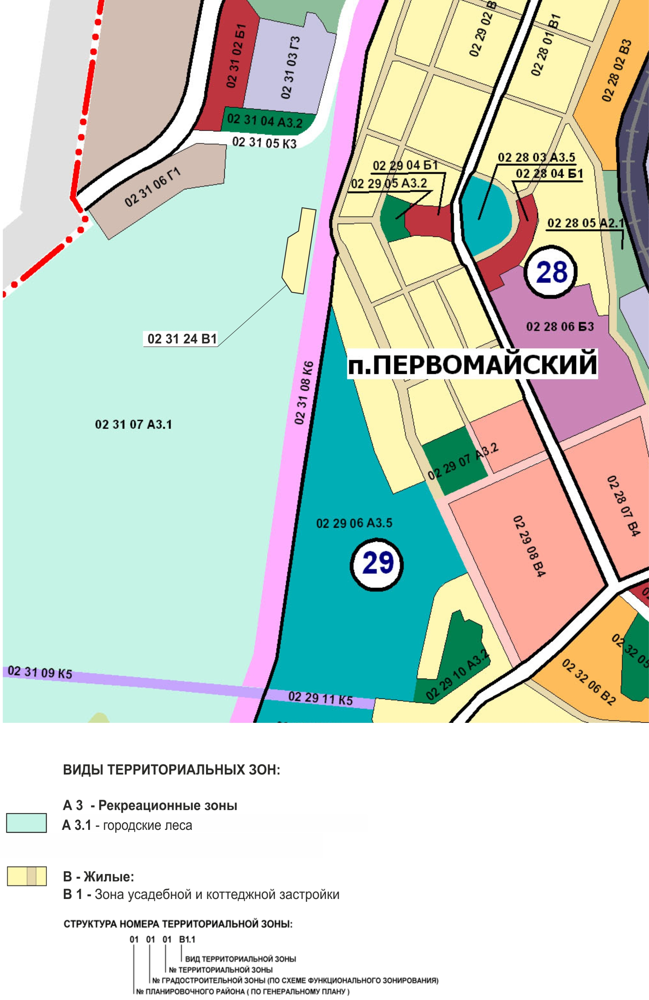 02 31 02 Б1
02 31 03 Г3
02 29 02 В
02 28 01 В1
02 28 02 В3
02 31 04 А3.2
02 31 05 К3
02 31 06 Г1
02 29 04 Б1
02 29 05 А3.2
02 28 03 А3.5
02 28 04 Б1
02 28 05 А2.1
28
02 28 06 Б3
02 31 24 В1
п.ПЕРВОМАЙСКИЙ
02 31 08 К6
02 31 07 А3.1
02 29 07 А3.2
02 28 07 В4
02 29 06 А3.5
02 29 08 В4
29
02 32 05
02 29 10 А3.2
02 32 06 В2
02 31 09 К5
02 29 11 К5
ВИДЫ ТЕРРИТОРИАЛЬНЫХ ЗОН:
А 3 - Рекреационные зоны
А 3.1 - городские леса
В - Жилые:
В 1 - Зона усадебной и коттеджной застройки
СТРУКТУРА НОМЕРА ТЕРРИТОРИАЛЬНОЙ ЗОНЫ:
01 01 01 В1.1
ВИД ТЕРРИТОРИАЛЬНОЙ ЗОНЫ
№ ТЕРРИТОРИАЛЬНОЙ ЗОНЫ
№ ГРАДОСТРОИТЕЛЬНОЙ ЗОНЫ (ПО СХЕМЕ ФУНКЦИОНАЛЬНОГО ЗОНИРОВАНИЯ)
№ ПЛАНИРОВОЧНОГО РАЙОНА ( ПО ГЕНЕРАЛЬНОМУ ПЛАНУ )